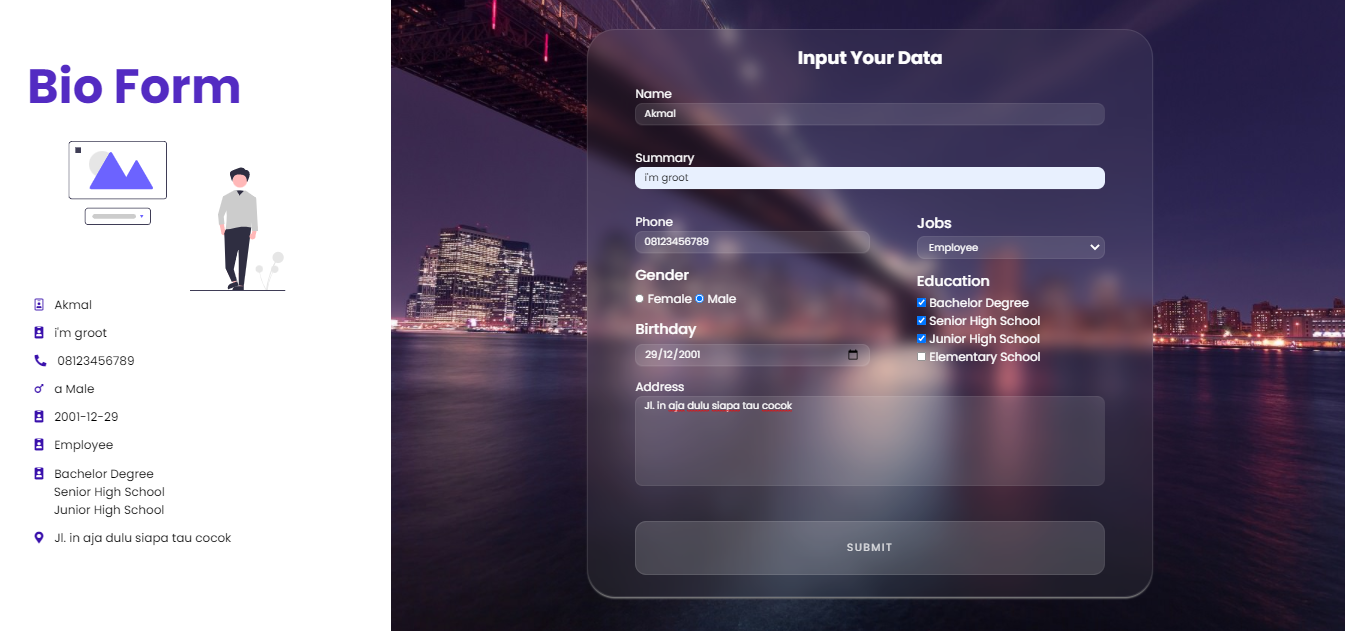 Bio Form
Akmal
i'm groot
08123456789
a Male
2001-12-29
Employee
Bachelor Degree
Senior High School
Junior High School
Jl. in aja dulu siapa tau cocok
Input Your Data
Name
Akmal
Summary
i'm groot
Phone
08123456789
Gender
Female Male
Birthday
29/12/2001
Jobs
Employee
Education
Bachelor Degree
Senior High School
Junior High School
Elementary School
Address
Jl. in aja dulu siapa tau cocok
SUBMIT